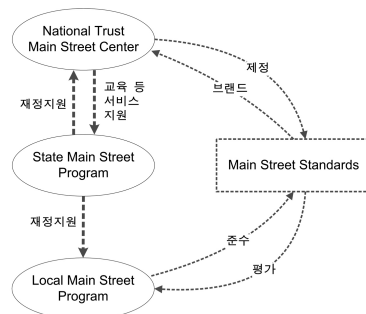 National Trust
Main Street Center
제정
브랜드
재정지원
교육 등
서비스
지원
State Main Street
Program
Main Street Standards
재정지원
준수
평가
Local Main Street
Program